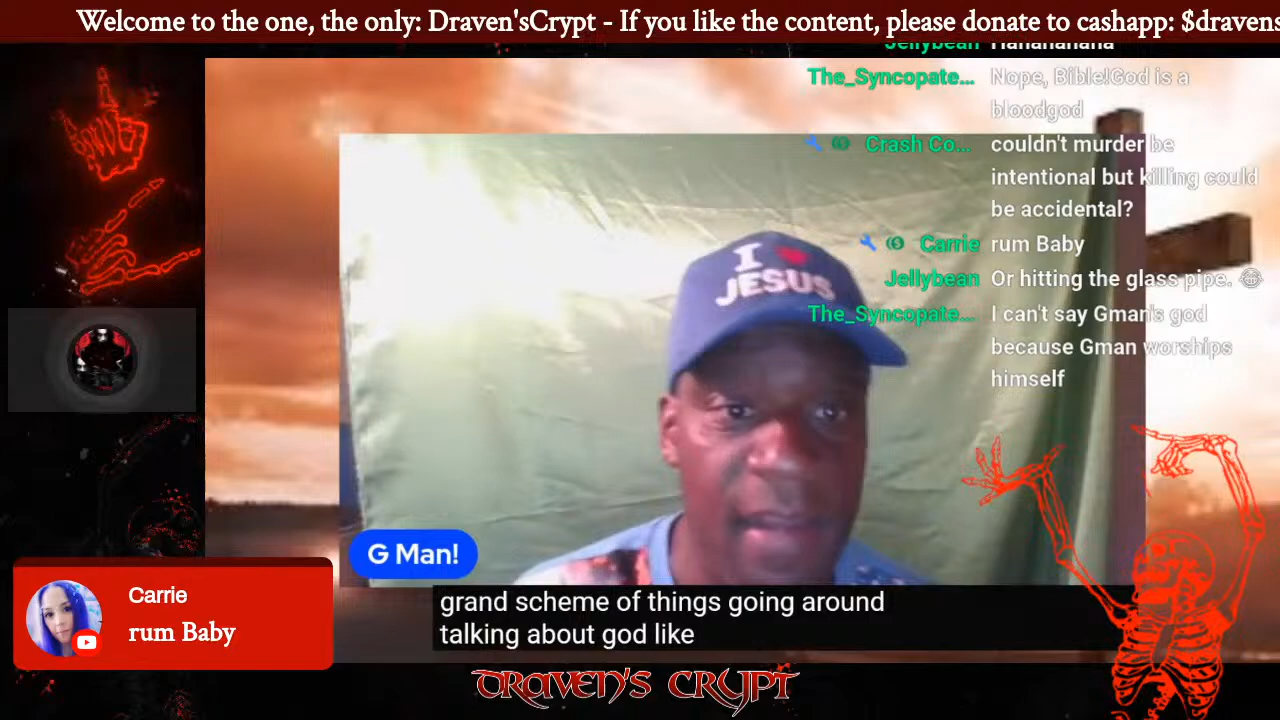 Welcome to the one, the only: Draven'sCrypt - If you like the content, please donate to cashapp: $dravens
Jellybean Hahahahaha
The_Syncopate... Nope, Bible!God is a
bloodgod
Crash Co... couldn't murder be
intentional but killing could
be accidental?
Carrie rum Baby
Jellybean Or hitting the glass pipe. 😂
The_Syncopate... I can't say Gman's god
because Gman worships
himself
I ❤ JESUS
G Man!
grand scheme of things going around
talking about god like
Carrie
rum Baby
DRAVEN'S CRYPT